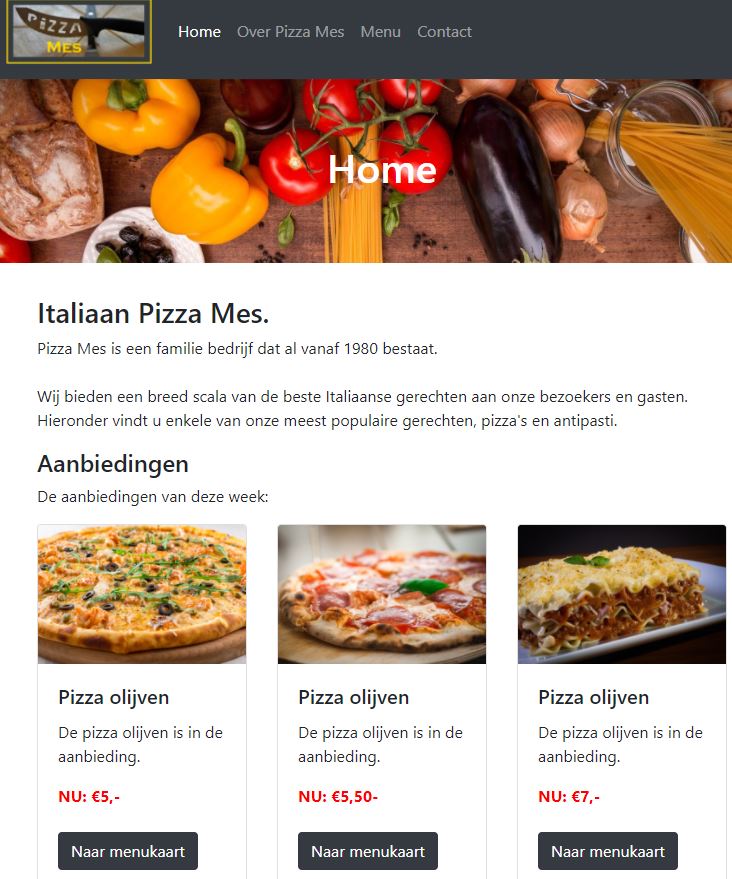 PIZZA
MES
Home Over Pizza Mes Menu Contact
Home
Italiaan Pizza Mes.
Pizza Mes is een familie bedrijf dat al vanaf 1980 bestaat.
Wij bieden een breed scala van de beste Italiaanse gerechten aan onze bezoekers en gasten.
Hieronder vindt u enkele van onze meest populaire gerechten, pizza's en antipasti.
Aanbiedingen
De aanbiedingen van deze week:
Pizza olijven
De pizza olijven is in de
aanbieding.
NU: €5,-
Naar menukaart
Pizza olijven
De pizza olijven is in de
aanbieding.
NU: €5,50-
Naar menukaart
Pizza olijven
De pizza olijven is in de
aanbieding.
NU: €7,-
Naar menukaart